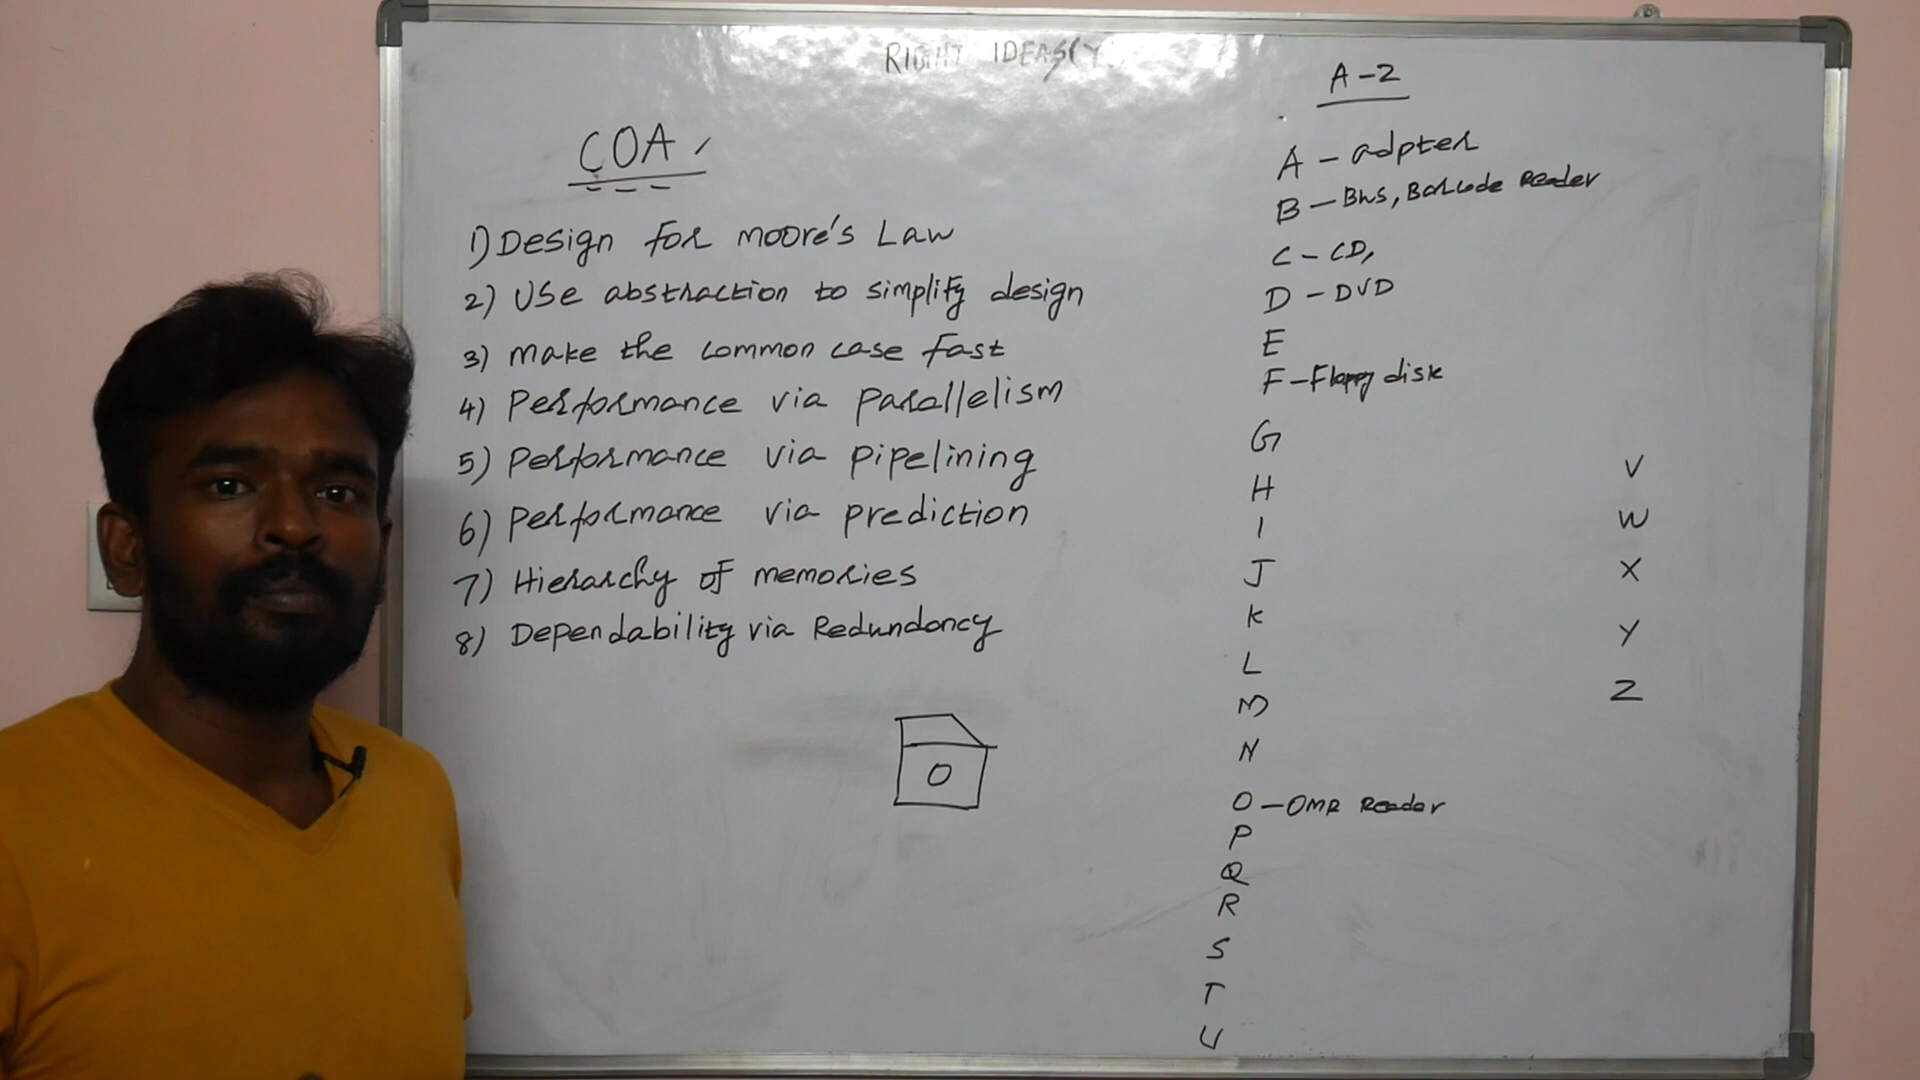 RIGHT IDEAS
COA
1) Design for moore's Law
2) Use abstraction to simplify design
3) make the common case fast
4) Performance via parallelism
5) Performance via pipelining
6) Performance via prediction
7) Hierarchy of memories
8) Dependability via Redundancy
A-Z
A - adpter
B - Bus, Barcode Reader
C - CD,
D - DVD
E
F - Floppy disk
G
H
I
J
K
L
M
N
O - OMR Reader
P
Q
R
S
T
U
V
W
X
Y
Z